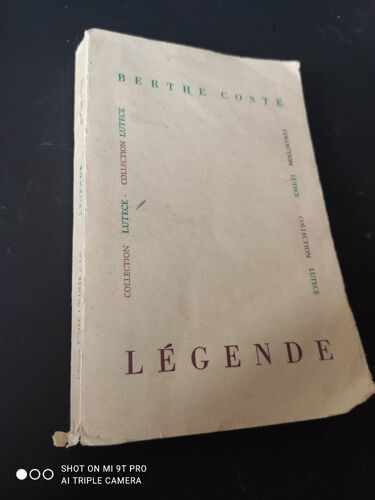 BERTHE COSTE
COLLECTION LUTECE - COLLECTION LUTECE
COLLECTION LUTECE - COLLECTION LUTECE
LÉGENDE
LÉGENDE
SHOT ON MI 9T PRO
AI TRIPLE CAMERA